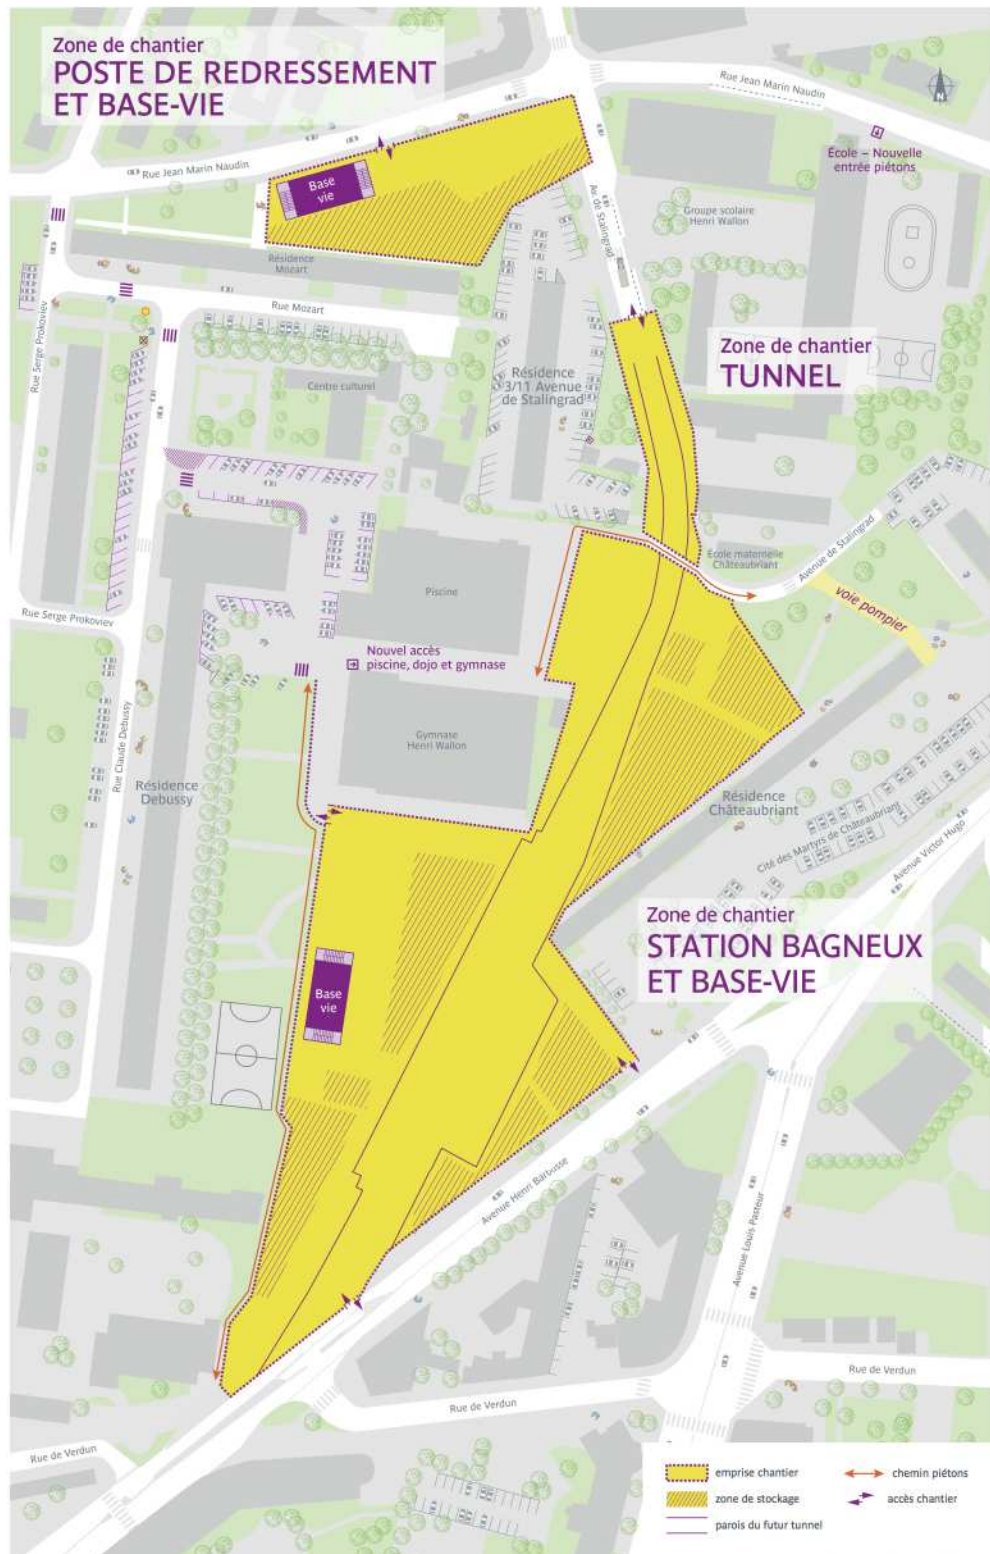 Zone de chantier
POSTE DE REDRESSEMENT
ET BASE-VIE
Rue Jean Marin Naudin
N
École – Nouvelle
entrée piétons
Rue Jean Marin Naudin
Base
vie
Av de Stalingrad
Groupe scolaire
Henri Wallon
Résidence
Mozart
Rue Mozart
Rue Serge Prokoviev
Zone de chantier
TUNNEL
Résidence
3/11 Avenue
de Stalingrad
Centre culturel
École maternelle
Châteaubriant
Avenue de Stalingrad
voie pompier
Piscine
Rue Serge Prokoviev
Nouvel accès
piscine, dojo et gymnase
Rue Claude Debussy
Gymnase
Henri Wallon
Résidence
Debussy
Résidence
Châteaubriant
Cité des Martyrs de Châteaubriant
Avenue Victor Hugo
Zone de chantier
STATION BAGNEUX
ET BASE-VIE
Base
vie
Avenue Henri Barbusse
Avenue Louis Pasteur
Rue de Verdun
Rue de Verdun
Rue de Verdun
emprise chantier
chemin piétons
zone de stockage
accès chantier
parois du futur tunnel